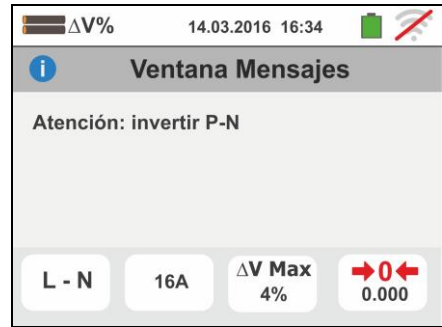 ΔV% 14.03.2016 16:34
i Ventana Mensajes
Atención: invertir P-N
L - N 16A ΔV Max 4% ➔0← 0.000